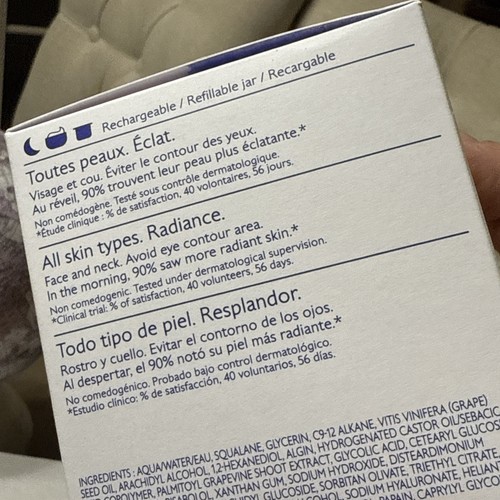 Rechargeable / Refillable jar / Recargable
Toutes peaux. Éclat.
Visage et cou. Éviter le contour des yeux.
Au réveil, 90% trouvent leur peau plus éclatante.*
Non comédogène. Testé sous contrôle dermatologique.
*Étude clinique : % de satisfaction, 40 volontaires, 56 jours.
All skin types. Radiance.
Face and neck. Avoid eye contour area.
In the morning, 90% saw more radiant skin.*
Non comedogenic. Tested under dermatological supervision.
*Clinical trial: % of satisfaction, 40 volunteers, 56 days.
Todo tipo de piel. Resplandor.
Rostro y cuello. Evitar el contorno de los ojos.
Al despertar, el 90% notó su piel más radiante.*
No comedogénico. Probado bajo control dermatológico.
*Estudio clínico: % de satisfacción, 40 voluntarios, 56 días.
INGREDIENTS : AQUA/WATER/EAU, SQUALANE, GLYCERIN, C9-12 ALKANE, VITIS VINIFERA (GRAPE)
SEED OIL, ARACHIDYL ALCOHOL, 1,2-HEXANEDIOL, ALGIN, HYDROGENATED CASTOR OIL/SEBACIC
COPOLYMER, PALMITOYL GRAPEVINE SHOOT EXTRACT, GLYCOLIC ACID, CETEARYL GLUCOS
XANTHAN GUM, SODIUM HYDROXIDE, DISTEARDIMONIUM
GLUCOSIDE, SORBITAN OLIVATE, TRIETHYL CITRATE,
SODIUM HYALURONATE,